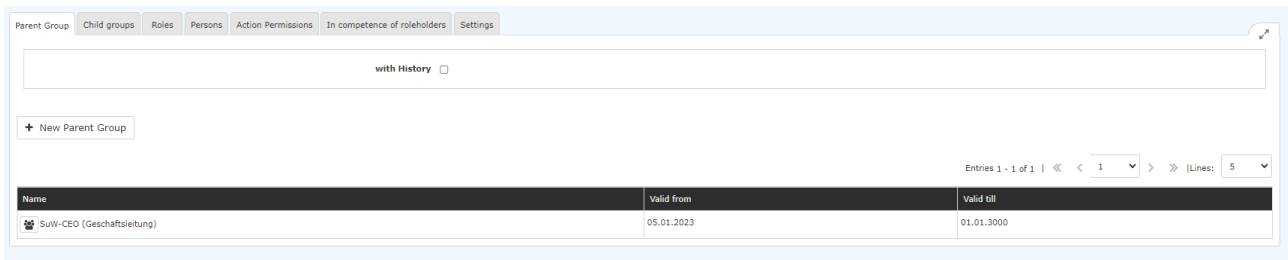 Parent Group Child groups Roles Persons Action Permissions In competence of roleholders Settings
with History
+ New Parent Group
Entries 1 - 1 of 1 | « < 1 > » |Lines: 5
Name Valid from Valid till
SuW-CEO (Geschäftsleitung) 05.01.2023 01.01.3000